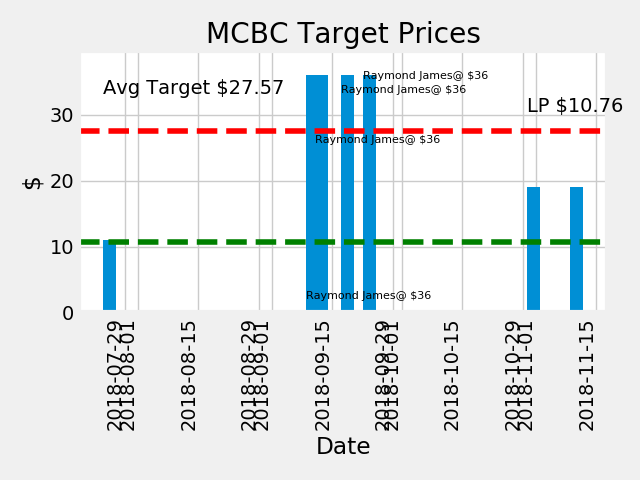 MCBC Target Prices
Raymond James@ $36
Avg Target $27.57
Raymond James@ $36
LP $10.76
Raymond James@ $36
Raymond James@ $36
$
30
20
10
0
2018-07-29
2018-08-01
2018-08-15
2018-08-29
2018-09-01
2018-09-15
2018-09-29
2018-10-01
2018-10-15
2018-10-29
2018-11-01
2018-11-15
Date